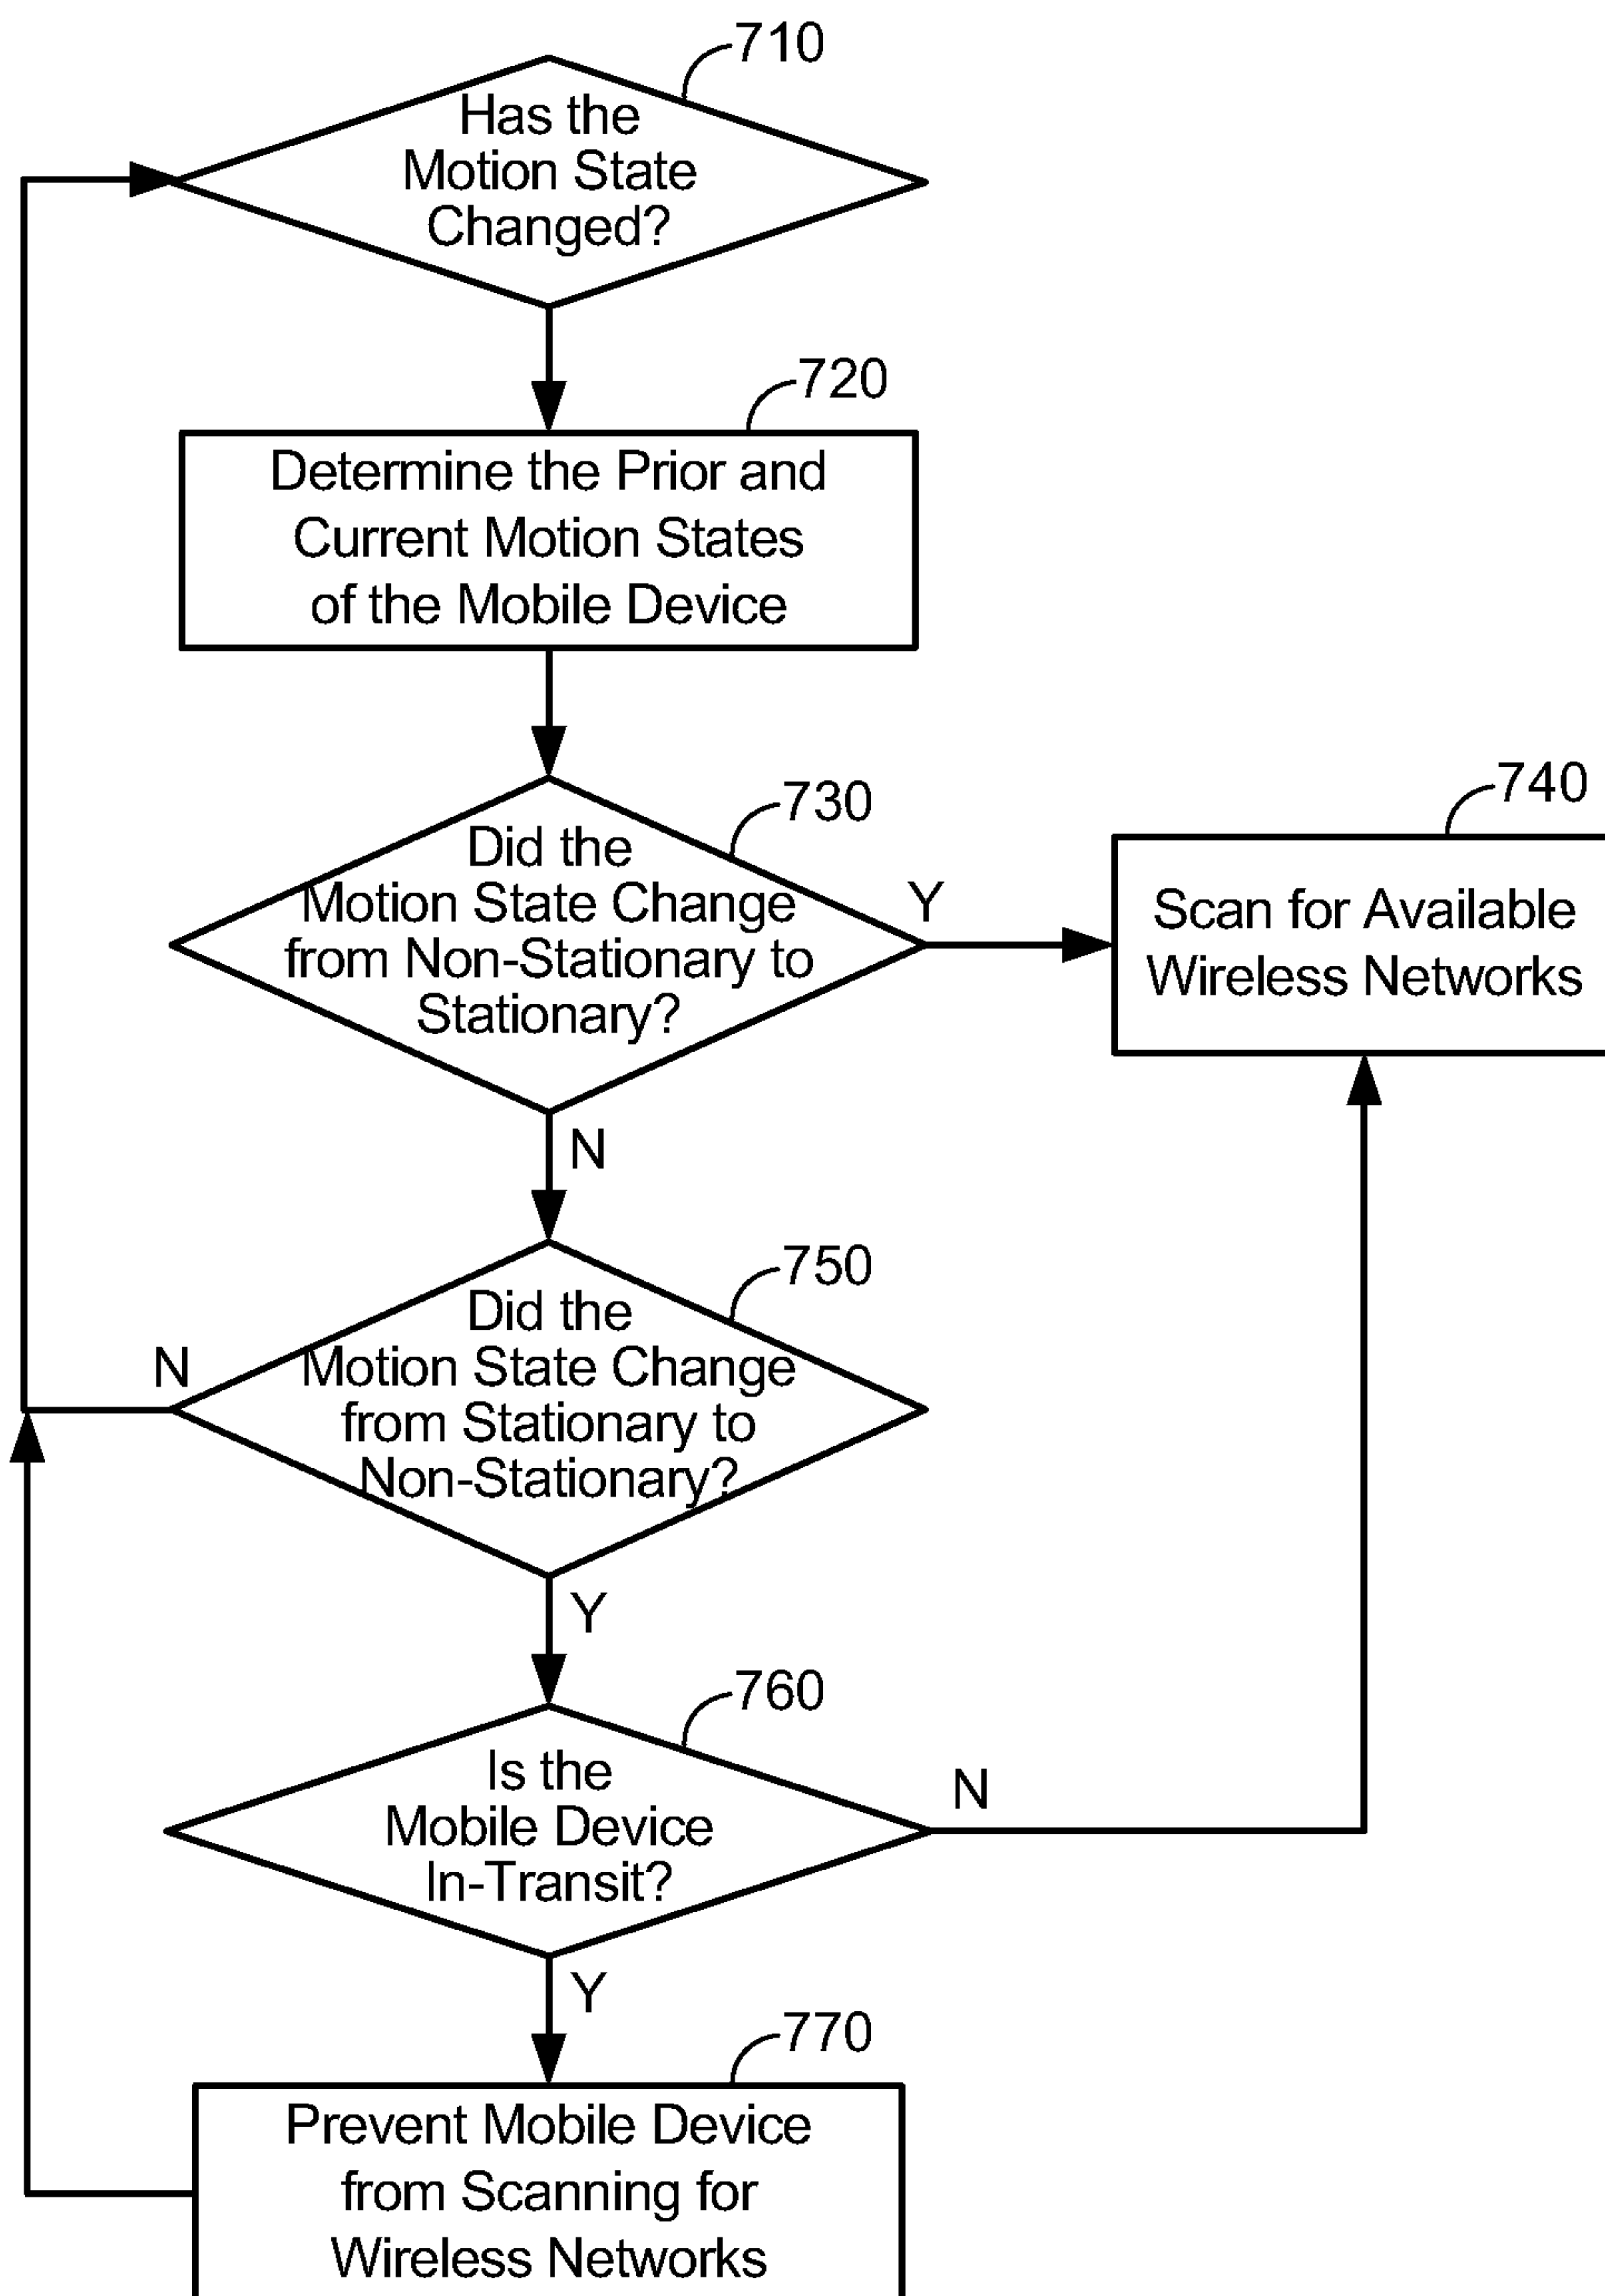 710
Has the
Motion State
Changed?
720
Determine the Prior and
Current Motion States
of the Mobile Device
730
Did the
Motion State Change
from Non-Stationary to
Stationary?
Y
740
Scan for Available
Wireless Networks
N
750
Did the
Motion State Change
from Stationary to
Non-Stationary?
N
Y
760
Is the
Mobile Device
In-Transit?
N
Y
770
Prevent Mobile Device
from Scanning for
Wireless Networks